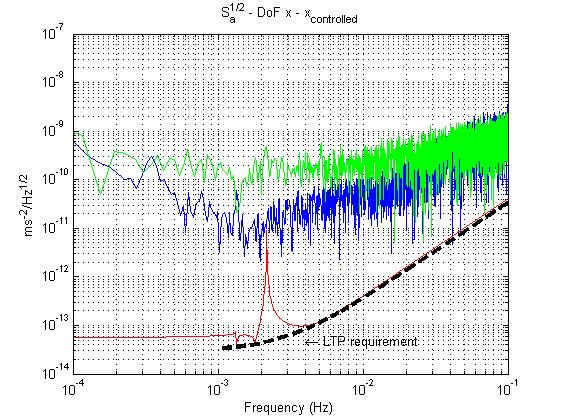 Sₐ^1/2 - DoF x - x_controlled
10^-7
10^-8
10^-9
10^-10
10^-11
10^-12
10^-13
10^-14
ms^-2/Hz^1/2
← LTP requirement
10^-4 10^-3 10^-2 10^-1
Frequency (Hz)